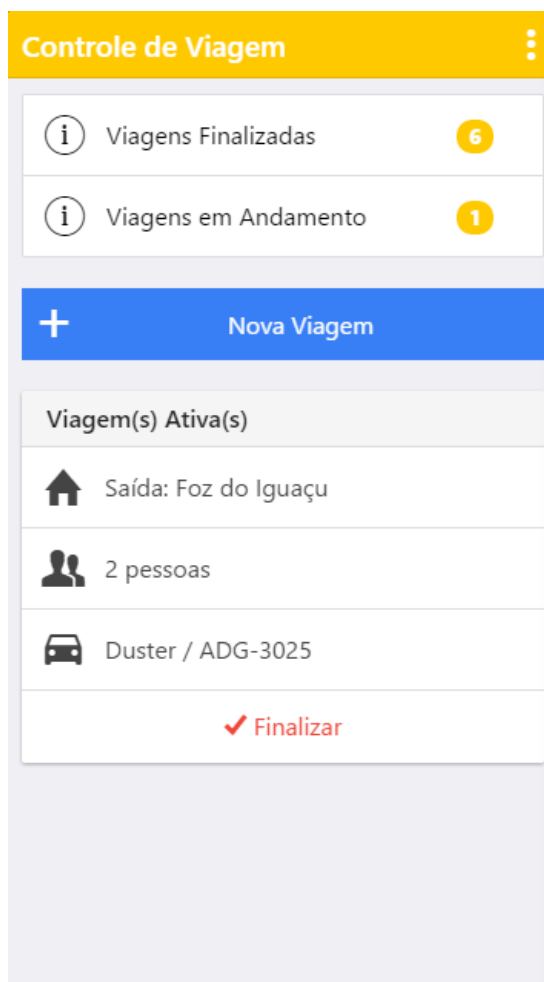 Controle de Viagem
Viagens Finalizadas 6
Viagens em Andamento 1
+ Nova Viagem
Viagem(s) Ativa(s)
Saída: Foz do Iguaçu
2 pessoas
Duster / ADG-3025
Finalizar